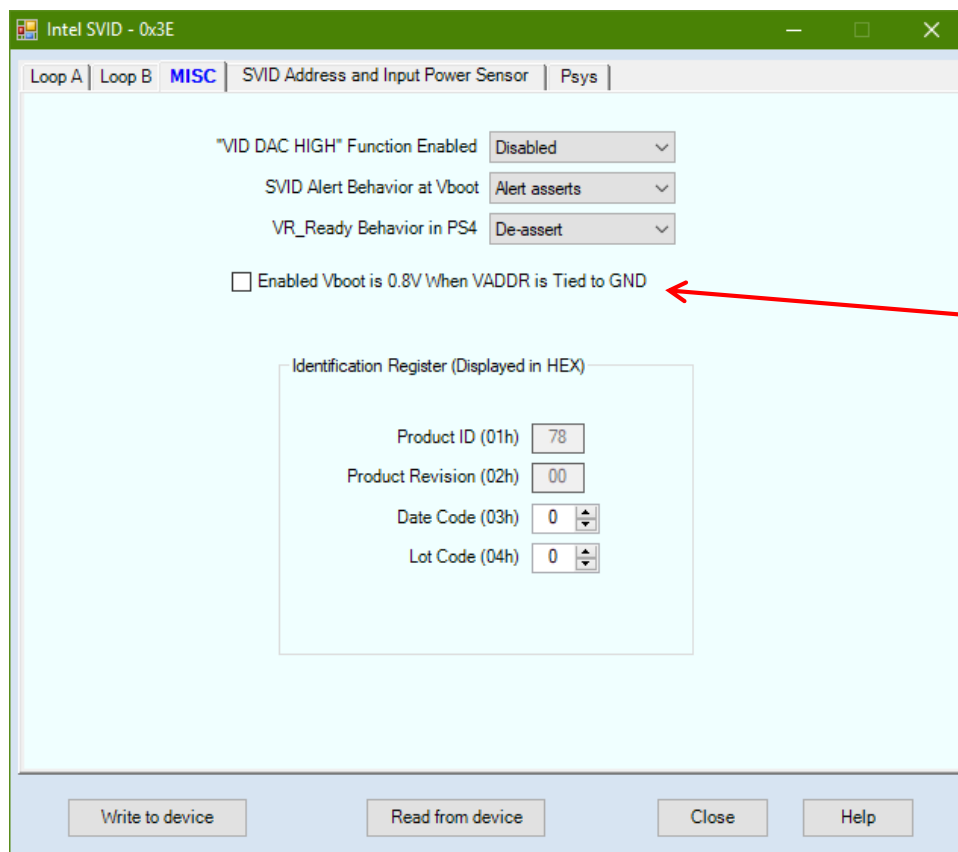 Intel SVID - 0x3E
Loop A Loop B MISC SVID Address and Input Power Sensor Psys
"VID DAC HIGH" Function Enabled Disabled
SVID Alert Behavior at Vboot Alert asserts
VR_Ready Behavior in PS4 De-assert
Enabled Vboot is 0.8V When VADDR is Tied to GND
Identification Register (Displayed in HEX)
Product ID (01h) 78
Product Revision (02h) 00
Date Code (03h) 0
Lot Code (04h) 0
Write to device Read from device Close Help